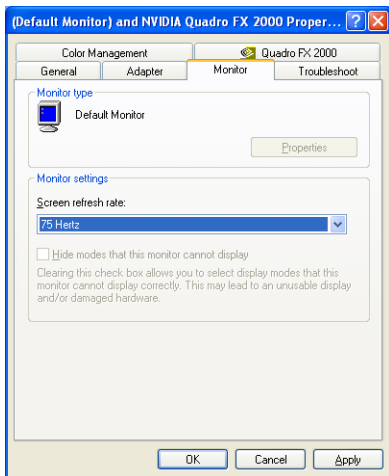 (Default Monitor) and NVIDIA Quadro FX 2000 Proper...
Color Management
Quadro FX 2000
General
Adapter
Monitor
Troubleshoot
Monitor type
Default Monitor
Properties
Monitor settings
Screen refresh rate:
75 Hertz
Hide modes that this monitor cannot display
Clearing this check box allows you to select display modes that this
monitor cannot display correctly. This may lead to an unusable display
and/or damaged hardware.
OK
Cancel
Apply